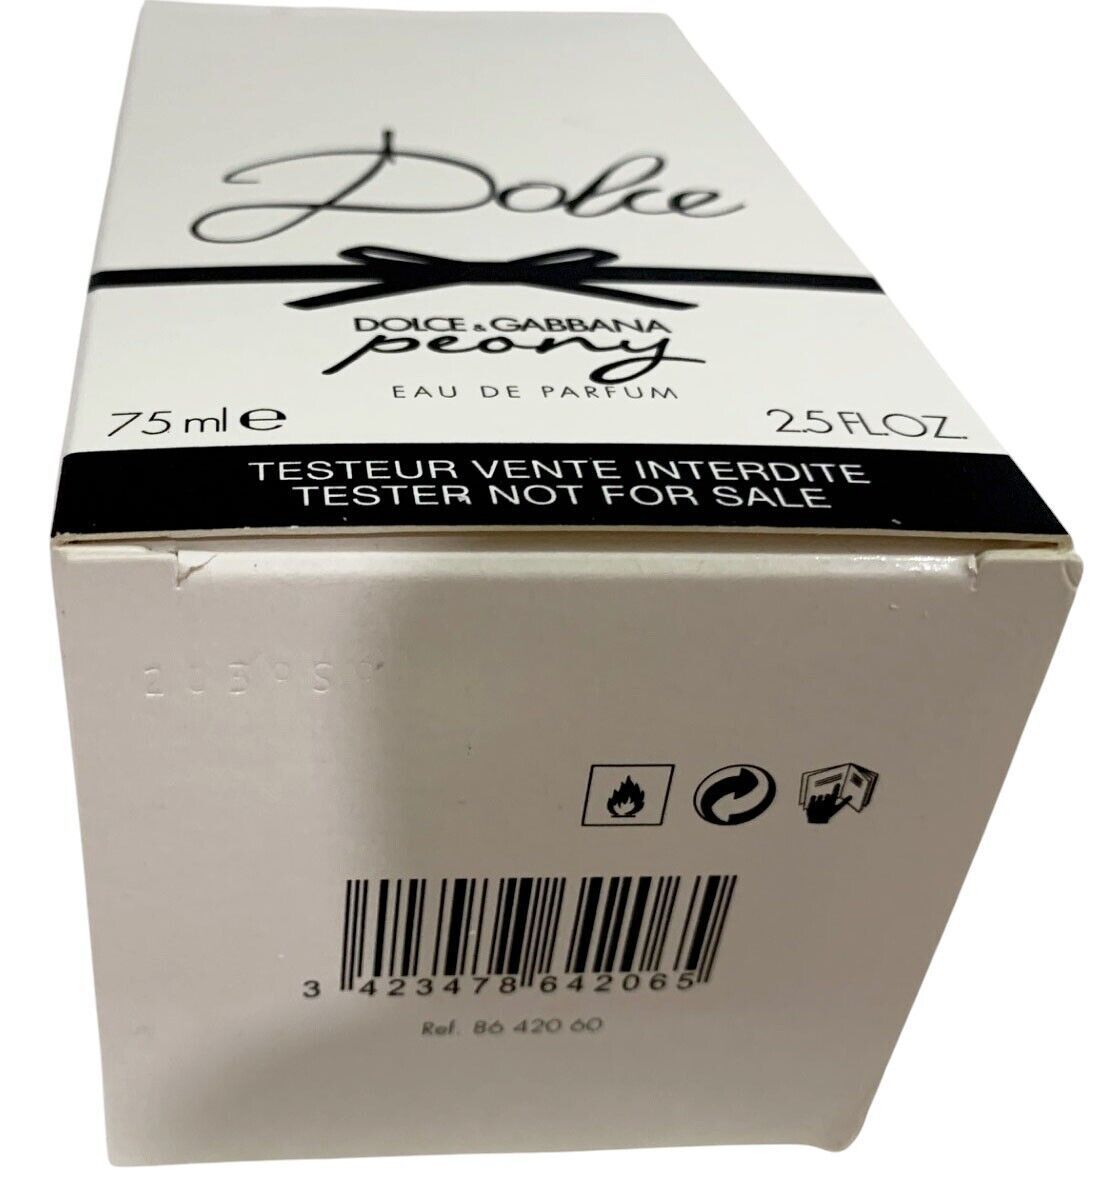 Dolce
DOLCE & GABBANA
peony
EAU DE PARFUM
75 ml e
2.5 FL.OZ.
TESTEUR VENTE INTERDITE
TESTER NOT FOR SALE
3 423478 642065
Ref. 86 420 60